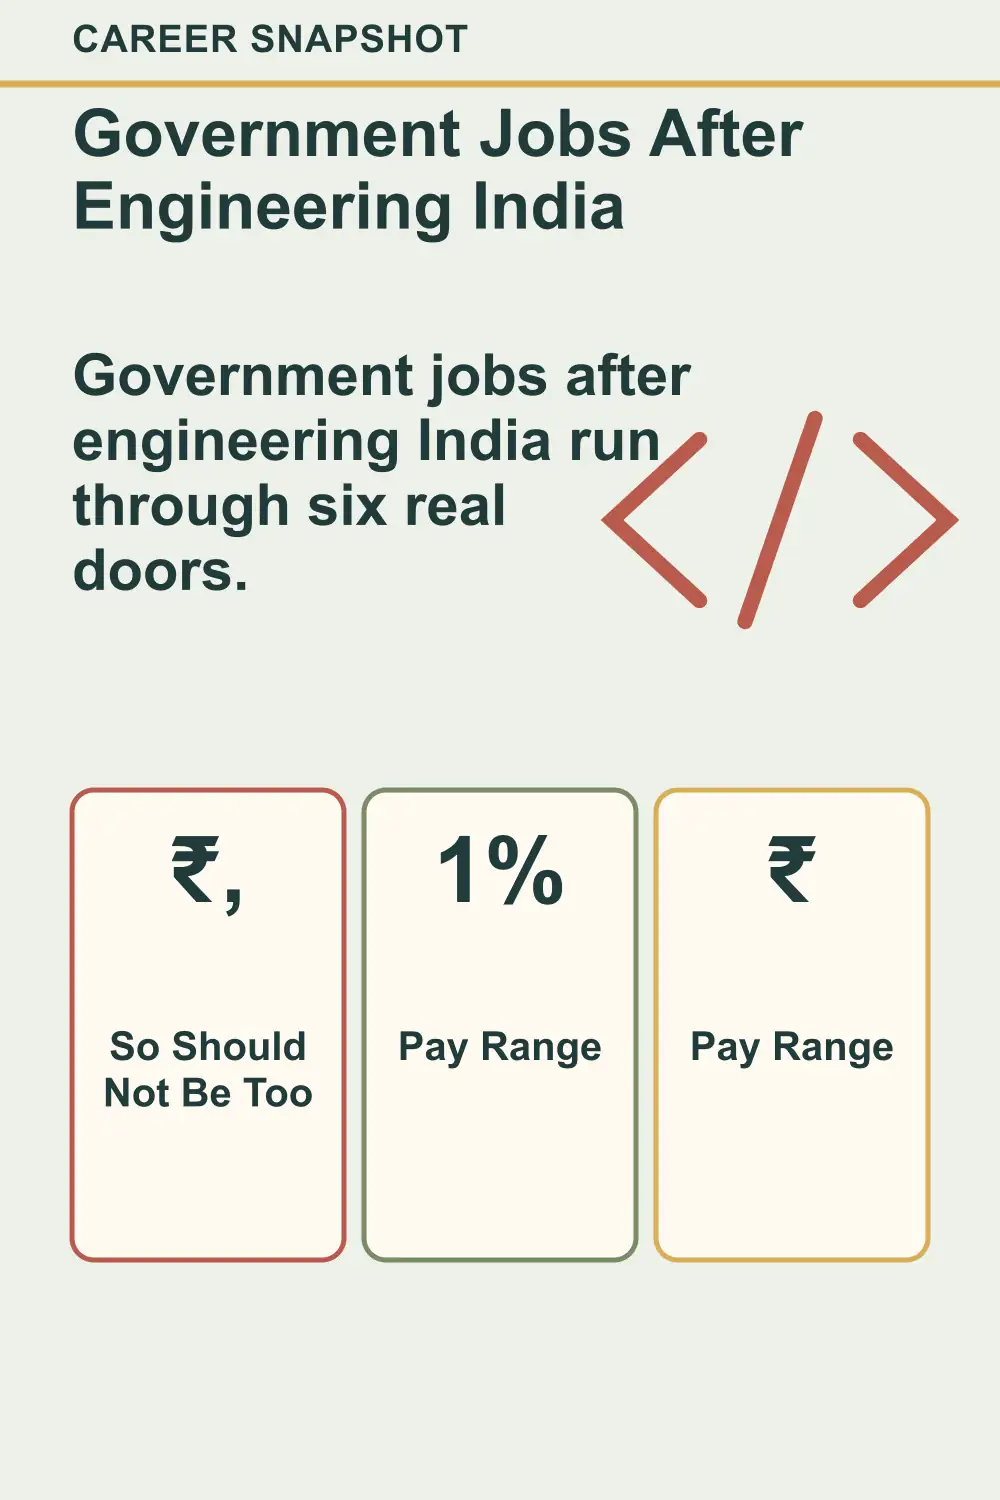 CAREER SNAPSHOT
Government Jobs After
Engineering India
Government jobs after
engineering India run
through six real
doors.
₹,
So Should
Not Be Too
1%
Pay Range
₹
Pay Range